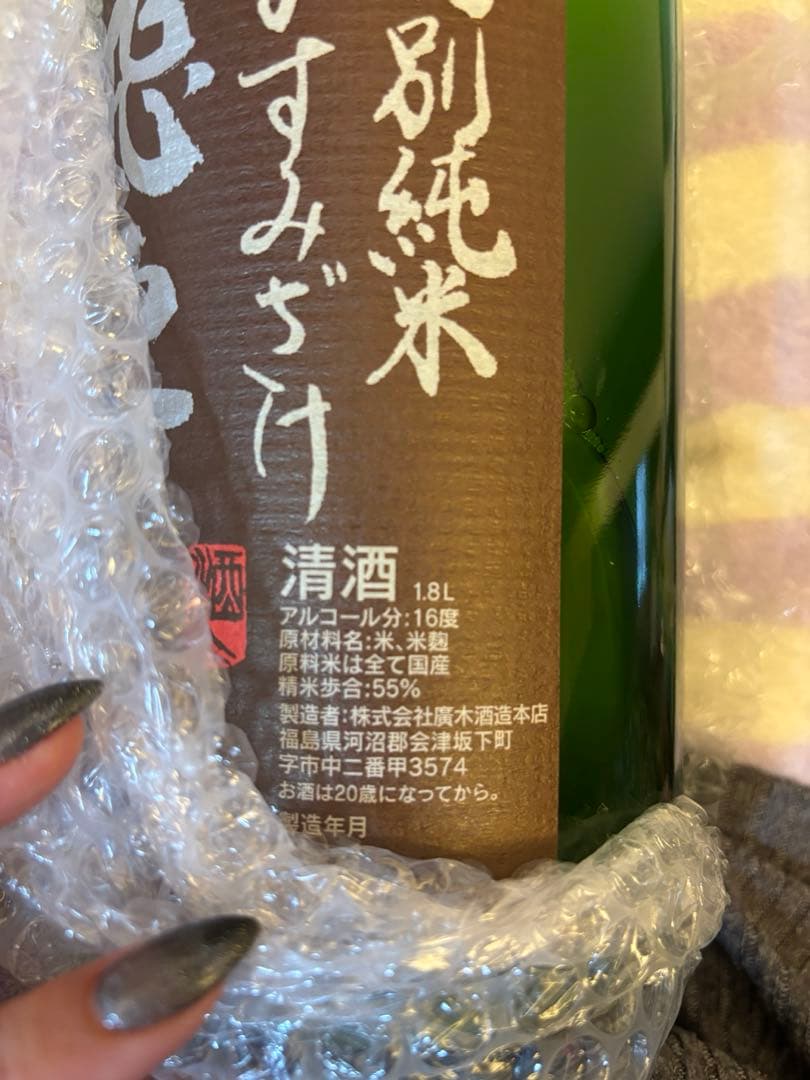 別純米
すみぢ汁
清酒 1.8L
アルコール分:16度
原材料名:米、米麹
原料米は全て国産
精米歩合:55%
製造者:株式会社廣木酒造本店
福島県河沼郡会津坂下町
字市中二番甲3574
お酒は20歳になってから。
製造年月